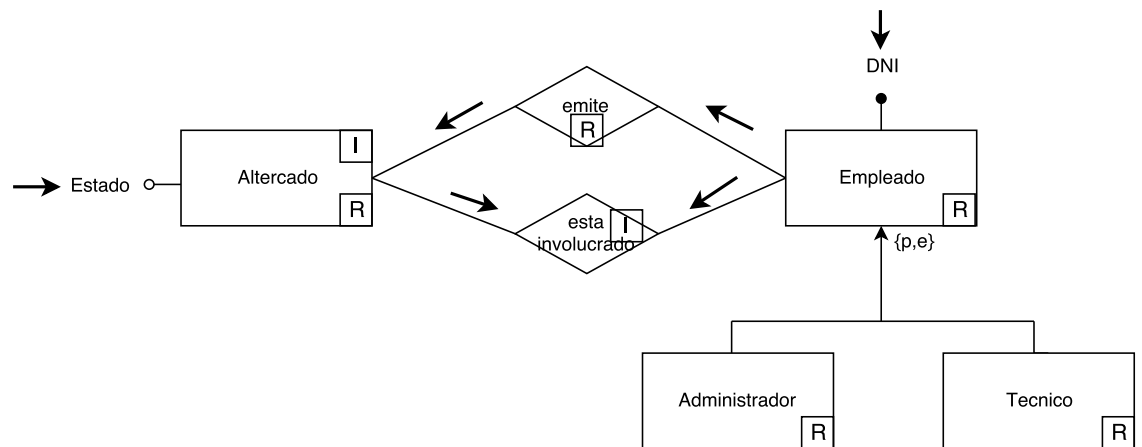 DNI
emite
R
I
Estado
Altercado
R
Empleado
R
esta
I
involucrado
{p,e}
Administrador
R
Tecnico
R